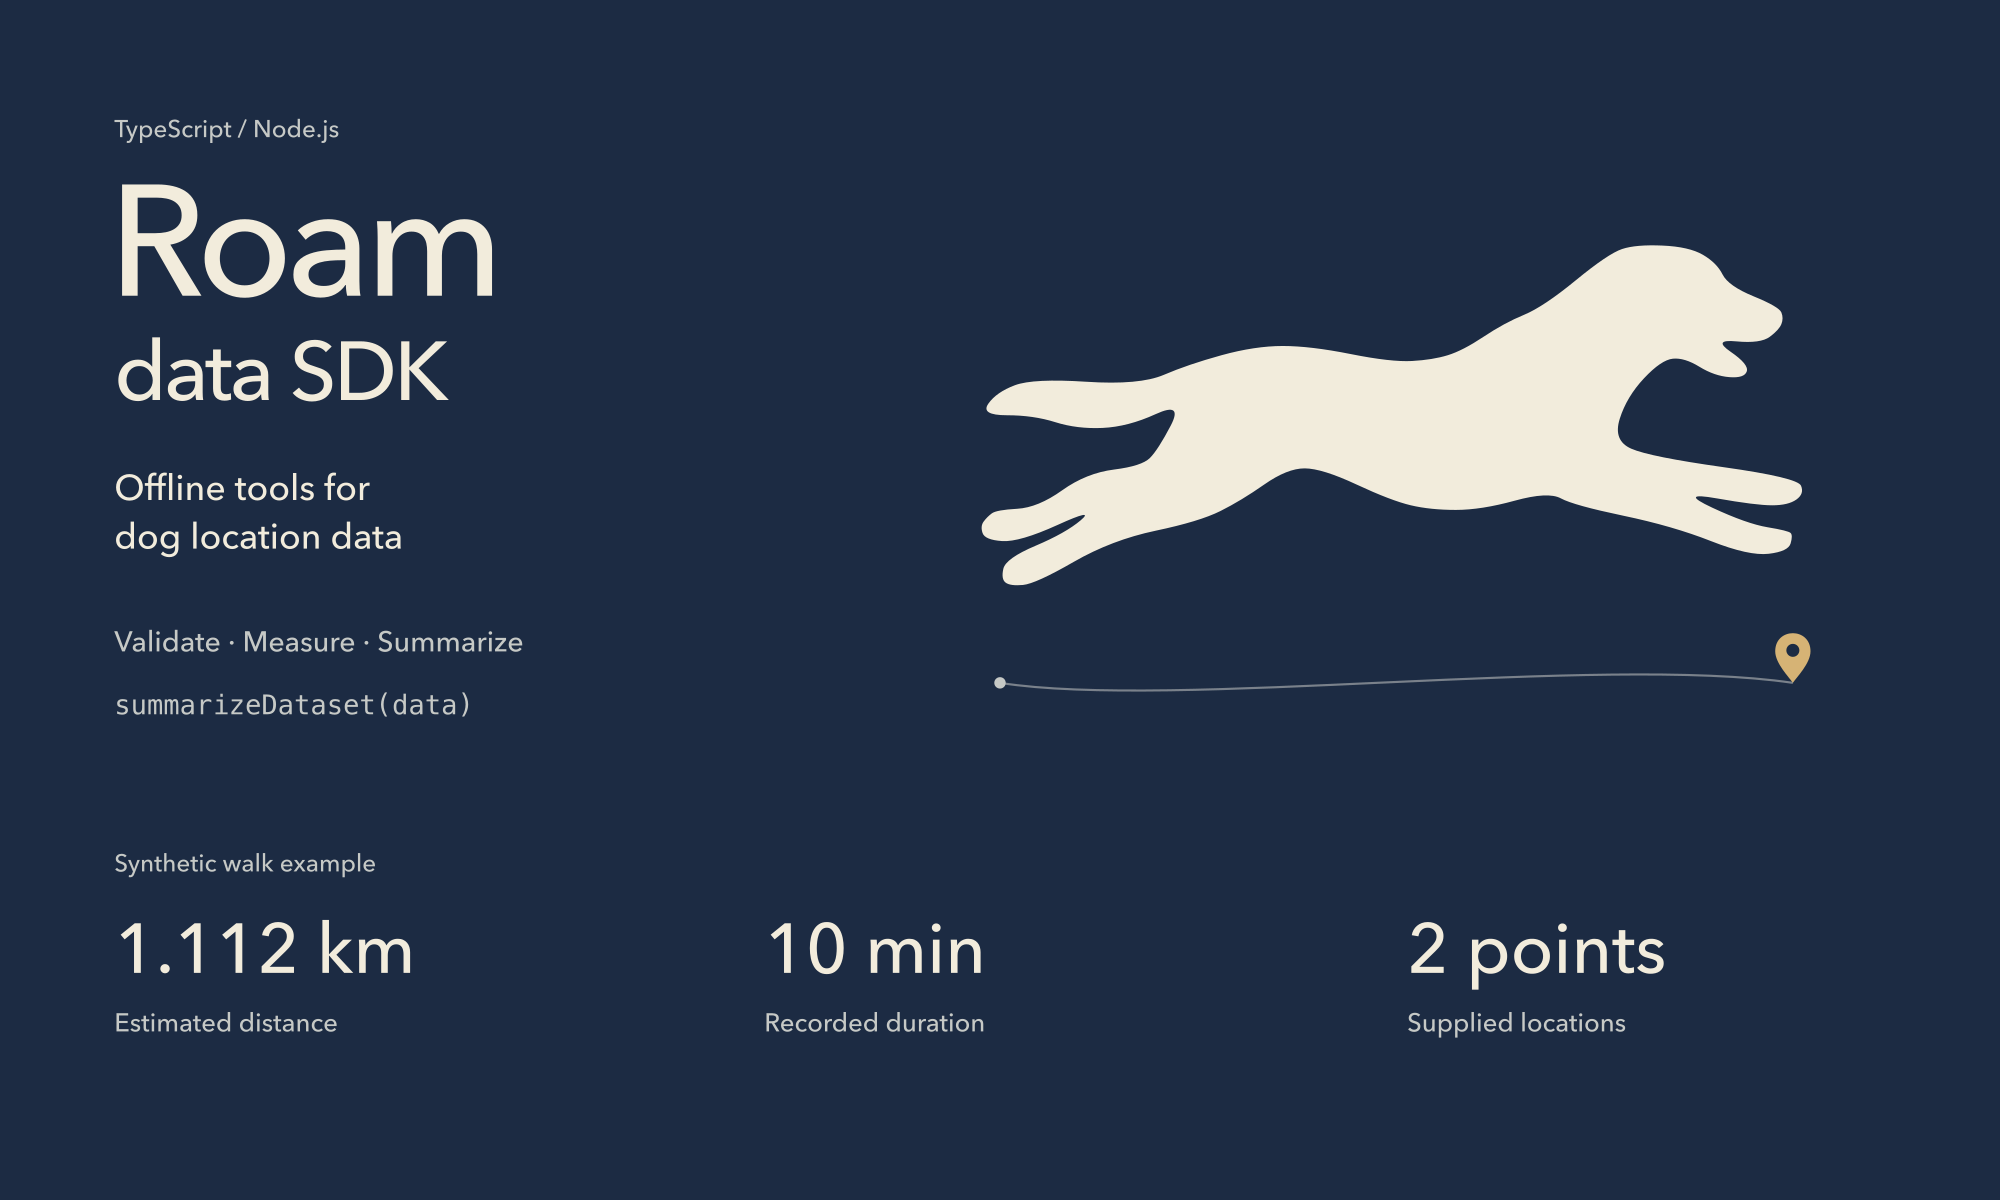 TypeScript / Node.js
Roam
data SDK
Offline tools for
dog location data
Validate · Measure · Summarize
summarizeDataset(data)
Synthetic walk example
1.112 km
Estimated distance
10 min
Recorded duration
2 points
Supplied locations